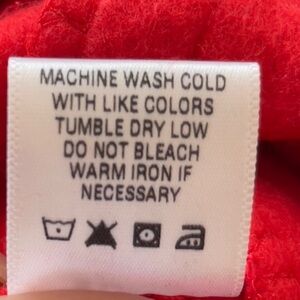 MACHINE WASH COLD
WITH LIKE COLORS
TUMBLE DRY LOW
DO NOT BLEACH
WARM IRON IF
NECESSARY